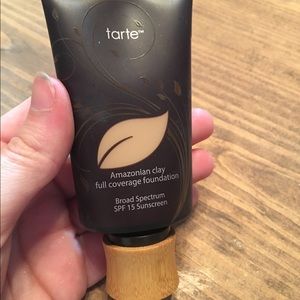 tarte™
Amazonian clay
full coverage foundation
Broad Spectrum
SPF 15 Sunscreen